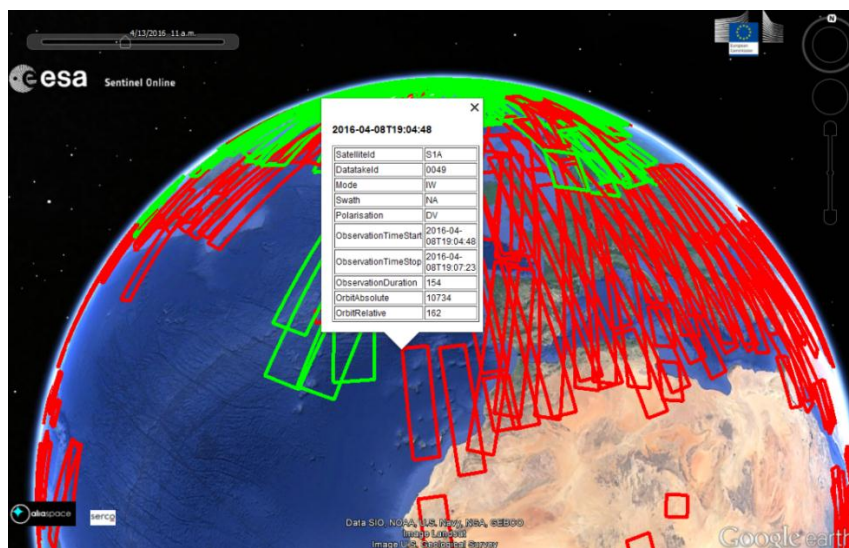 4/13/2016 11 a.m.
N
esa Sentinel Online
European
Commission
2016-04-08T19:04:48
SatelliteId S1A
DatatakeId 0049
Mode IW
Swath NA
Polarisation DV
ObservationTimeStart 2016-04-
08T19:04:48
ObservationTimeStop 2016-04-
08T19:07:23
ObservationDuration 154
OrbitAbsolute 10734
OrbitRelative 162
akaspace
serco
Data SIO, NOAA, U.S. Navy, NGA, GEBCO
Image Landsat
Image U.S. Geological Survey
Google earth